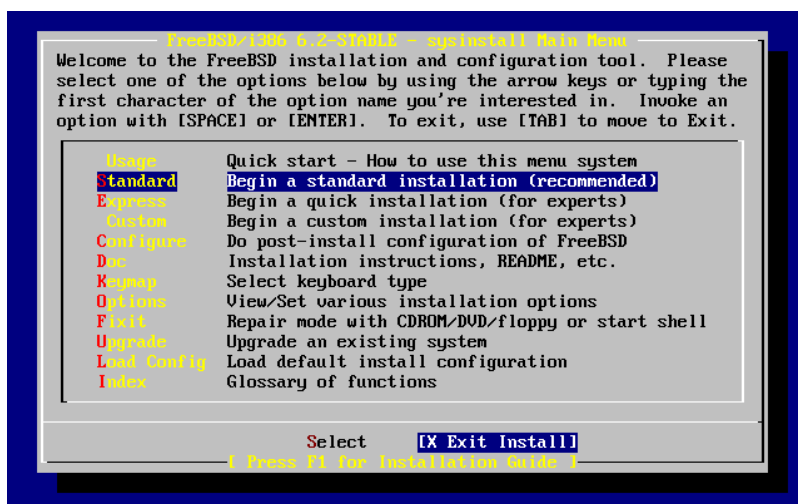 FreeBSD/i386 6.2-STABLE - sysinstall Main Menu
Welcome to the FreeBSD installation and configuration tool.  Please
select one of the options below by using the arrow keys or typing the
first character of the option name you're interested in.  Invoke an
option with [SPACE] or [ENTER].  To exit, use [TAB] to move to Exit.
Usage Quick start - How to use this menu system
Standard Begin a standard installation (recommended)
Express Begin a quick installation (for experts)
Custom Begin a custom installation (for experts)
Configure Do post-install configuration of FreeBSD
Doc Installation instructions, README, etc.
Keymap Select keyboard type
Options View/Set various installation options
Fixit Repair mode with CDROM/DVD/floppy or start shell
Upgrade Upgrade an existing system
Load Config Load default install configuration
Index Glossary of functions
Select [X Exit Install]
[ Press F1 for Installation Guide ]